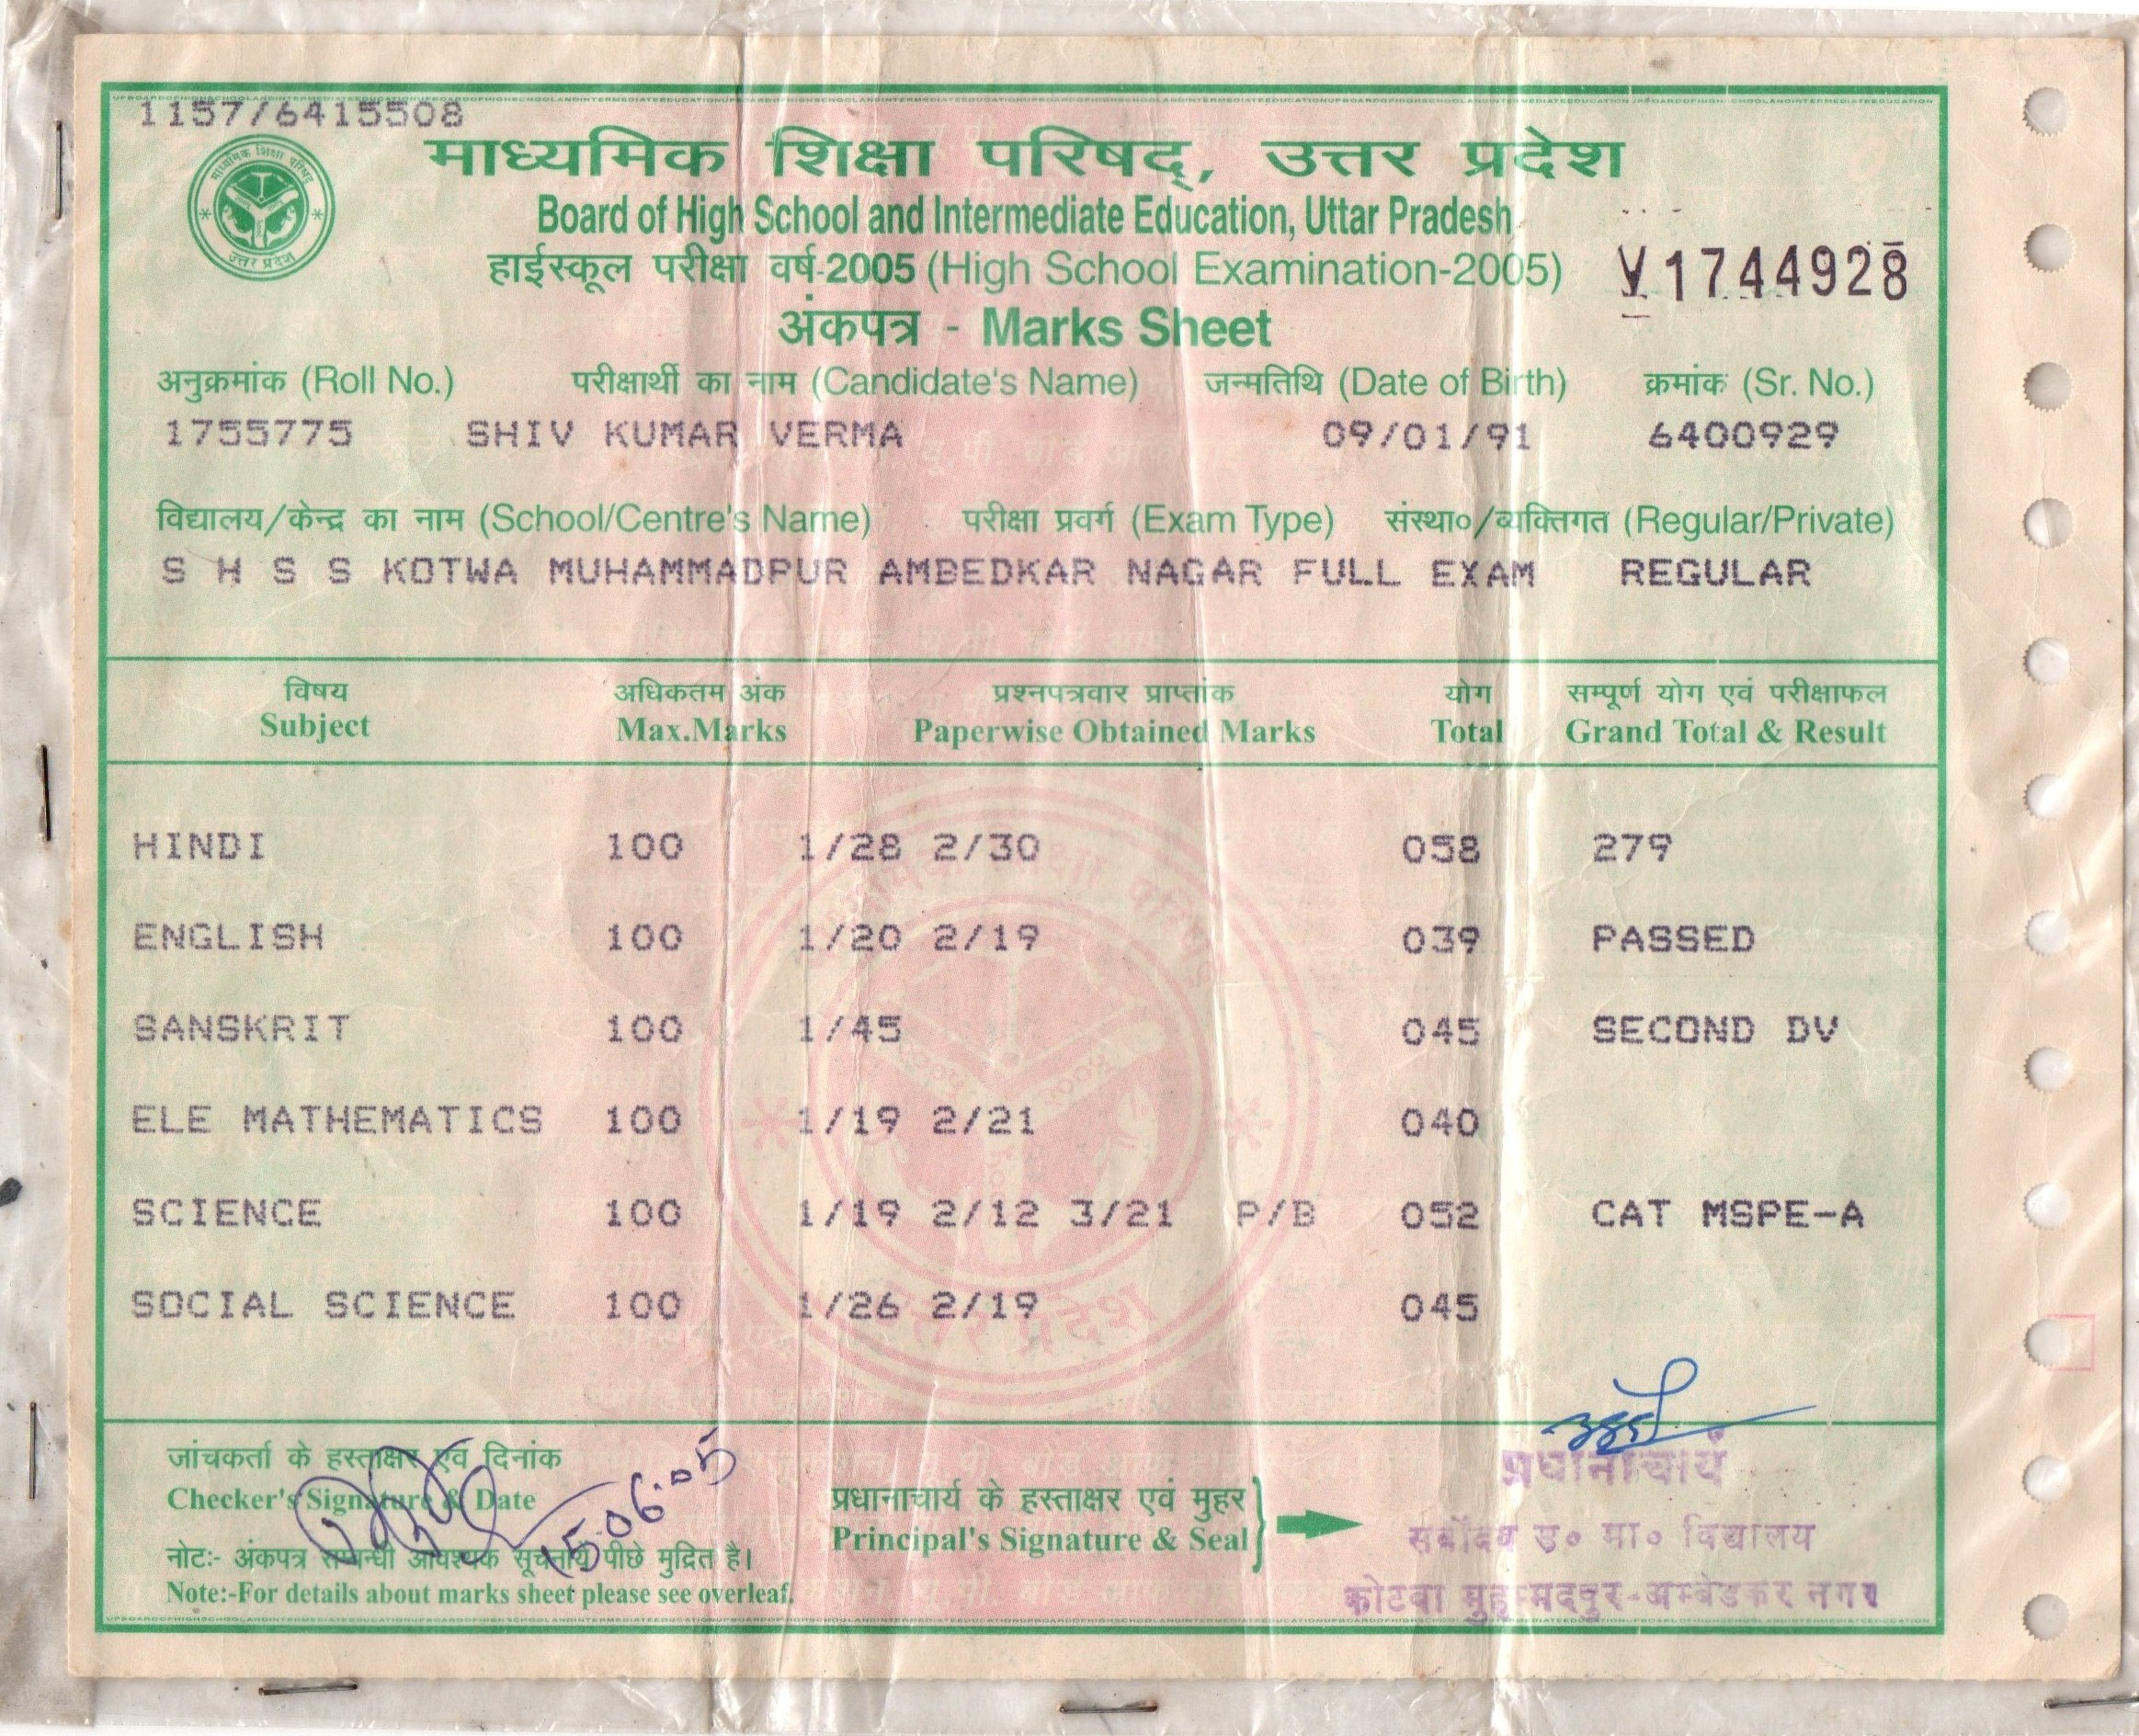 1157/6415508
माध्यमिक शिक्षा परिषद्, उत्तर प्रदेश
Board of High School and Intermediate Education, Uttar Pradesh
हाईस्कूल परीक्षा वर्ष-2005 (High School Examination-2005)
V1744928
अंकपत्र - Marks Sheet
अनुक्रमांक (Roll No.) परीक्षार्थी का नाम (Candidate's Name) जन्मतिथि (Date of Birth) क्रमांक (Sr. No.)
1755775 SHIV KUMAR VERMA 09/01/91 6400929
विद्यालय/केन्द्र का नाम (School/Centre's Name) परीक्षा प्रवर्ग (Exam Type) संस्था०/व्यक्तिगत (Regular/Private)
S H S S KOTWA MUHAMMADPUR AMBEDKAR NAGAR FULL EXAM REGULAR
विषय अधिकतम अंक प्रश्नपत्रवार प्राप्तांक योग सम्पूर्ण योग एवं परीक्षाफल
Subject Max.Marks Paperwise Obtained Marks Total Grand Total & Result
HINDI 100 1/28 2/30 058 279
ENGLISH 100 1/20 2/19 039 PASSED
SANSKRIT 100 1/45 045 SECOND DV
ELE MATHEMATICS 100 1/19 2/21 040
SCIENCE 100 1/19 2/12 3/21 P/B 052 CAT MSPE-A
SOCIAL SCIENCE 100 1/26 2/19 045
जांचकर्ता के हस्ताक्षर एवं दिनांक
Checker's Signature & Date
15.06.05
नोट:- अंकपत्र सम्बन्धी आवश्यक सूचनायें पीछे मुद्रित है।
Note:-For details about marks sheet please see overleaf.
प्रधानाचार्य के हस्ताक्षर एवं मुहर
Principal's Signature & Seal
प्रधानाचार्य
सर्वोदय उ० मा० विद्यालय
कोटवा मुहम्मदपुर-अम्बेडकर नगर